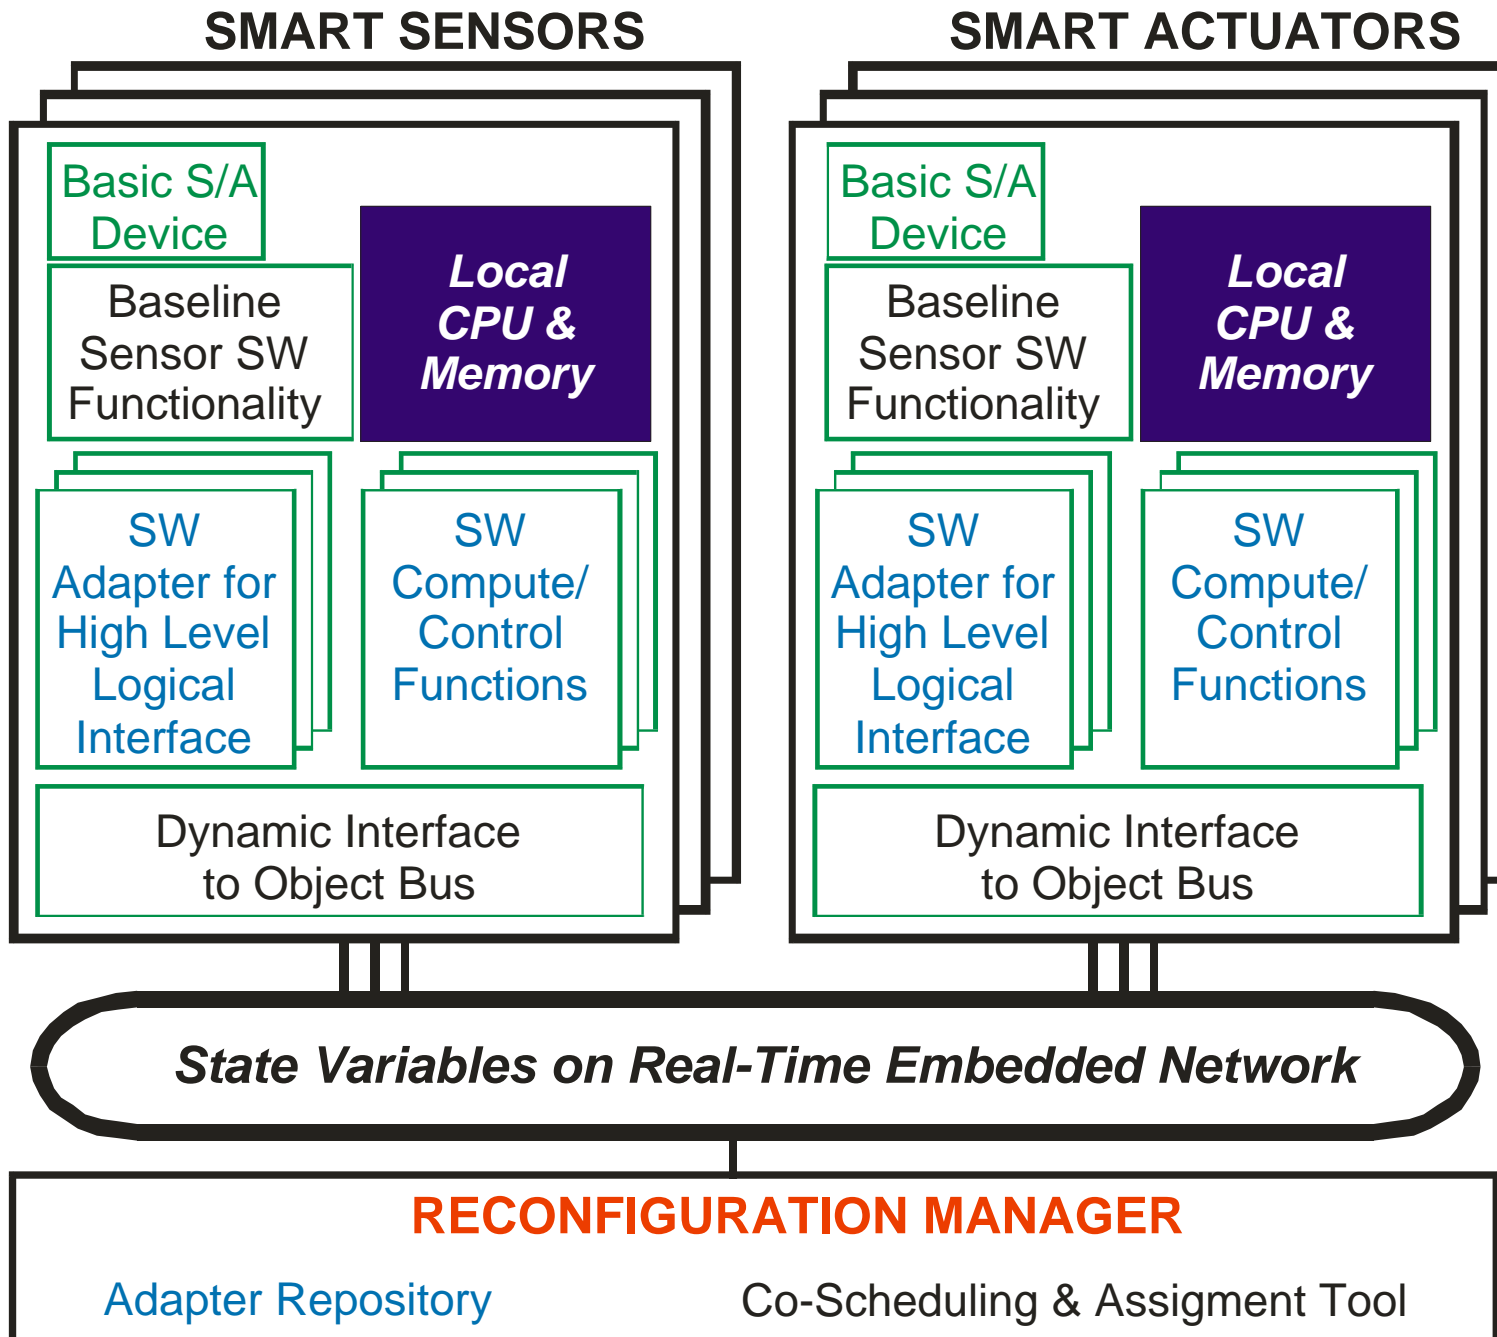 SMART SENSORS
SMART ACTUATORS
Basic S/A
Device
Local
CPU &
Memory
Baseline
Sensor SW
Functionality
SW
Adapter for
High Level
Logical
Interface
SW
Compute/
Control
Functions
Dynamic Interface
to Object Bus
Basic S/A
Device
Local
CPU &
Memory
Baseline
Sensor SW
Functionality
SW
Adapter for
High Level
Logical
Interface
SW
Compute/
Control
Functions
Dynamic Interface
to Object Bus
State Variables on Real-Time Embedded Network
RECONFIGURATION MANAGER
Adapter Repository
Co-Scheduling & Assigment Tool